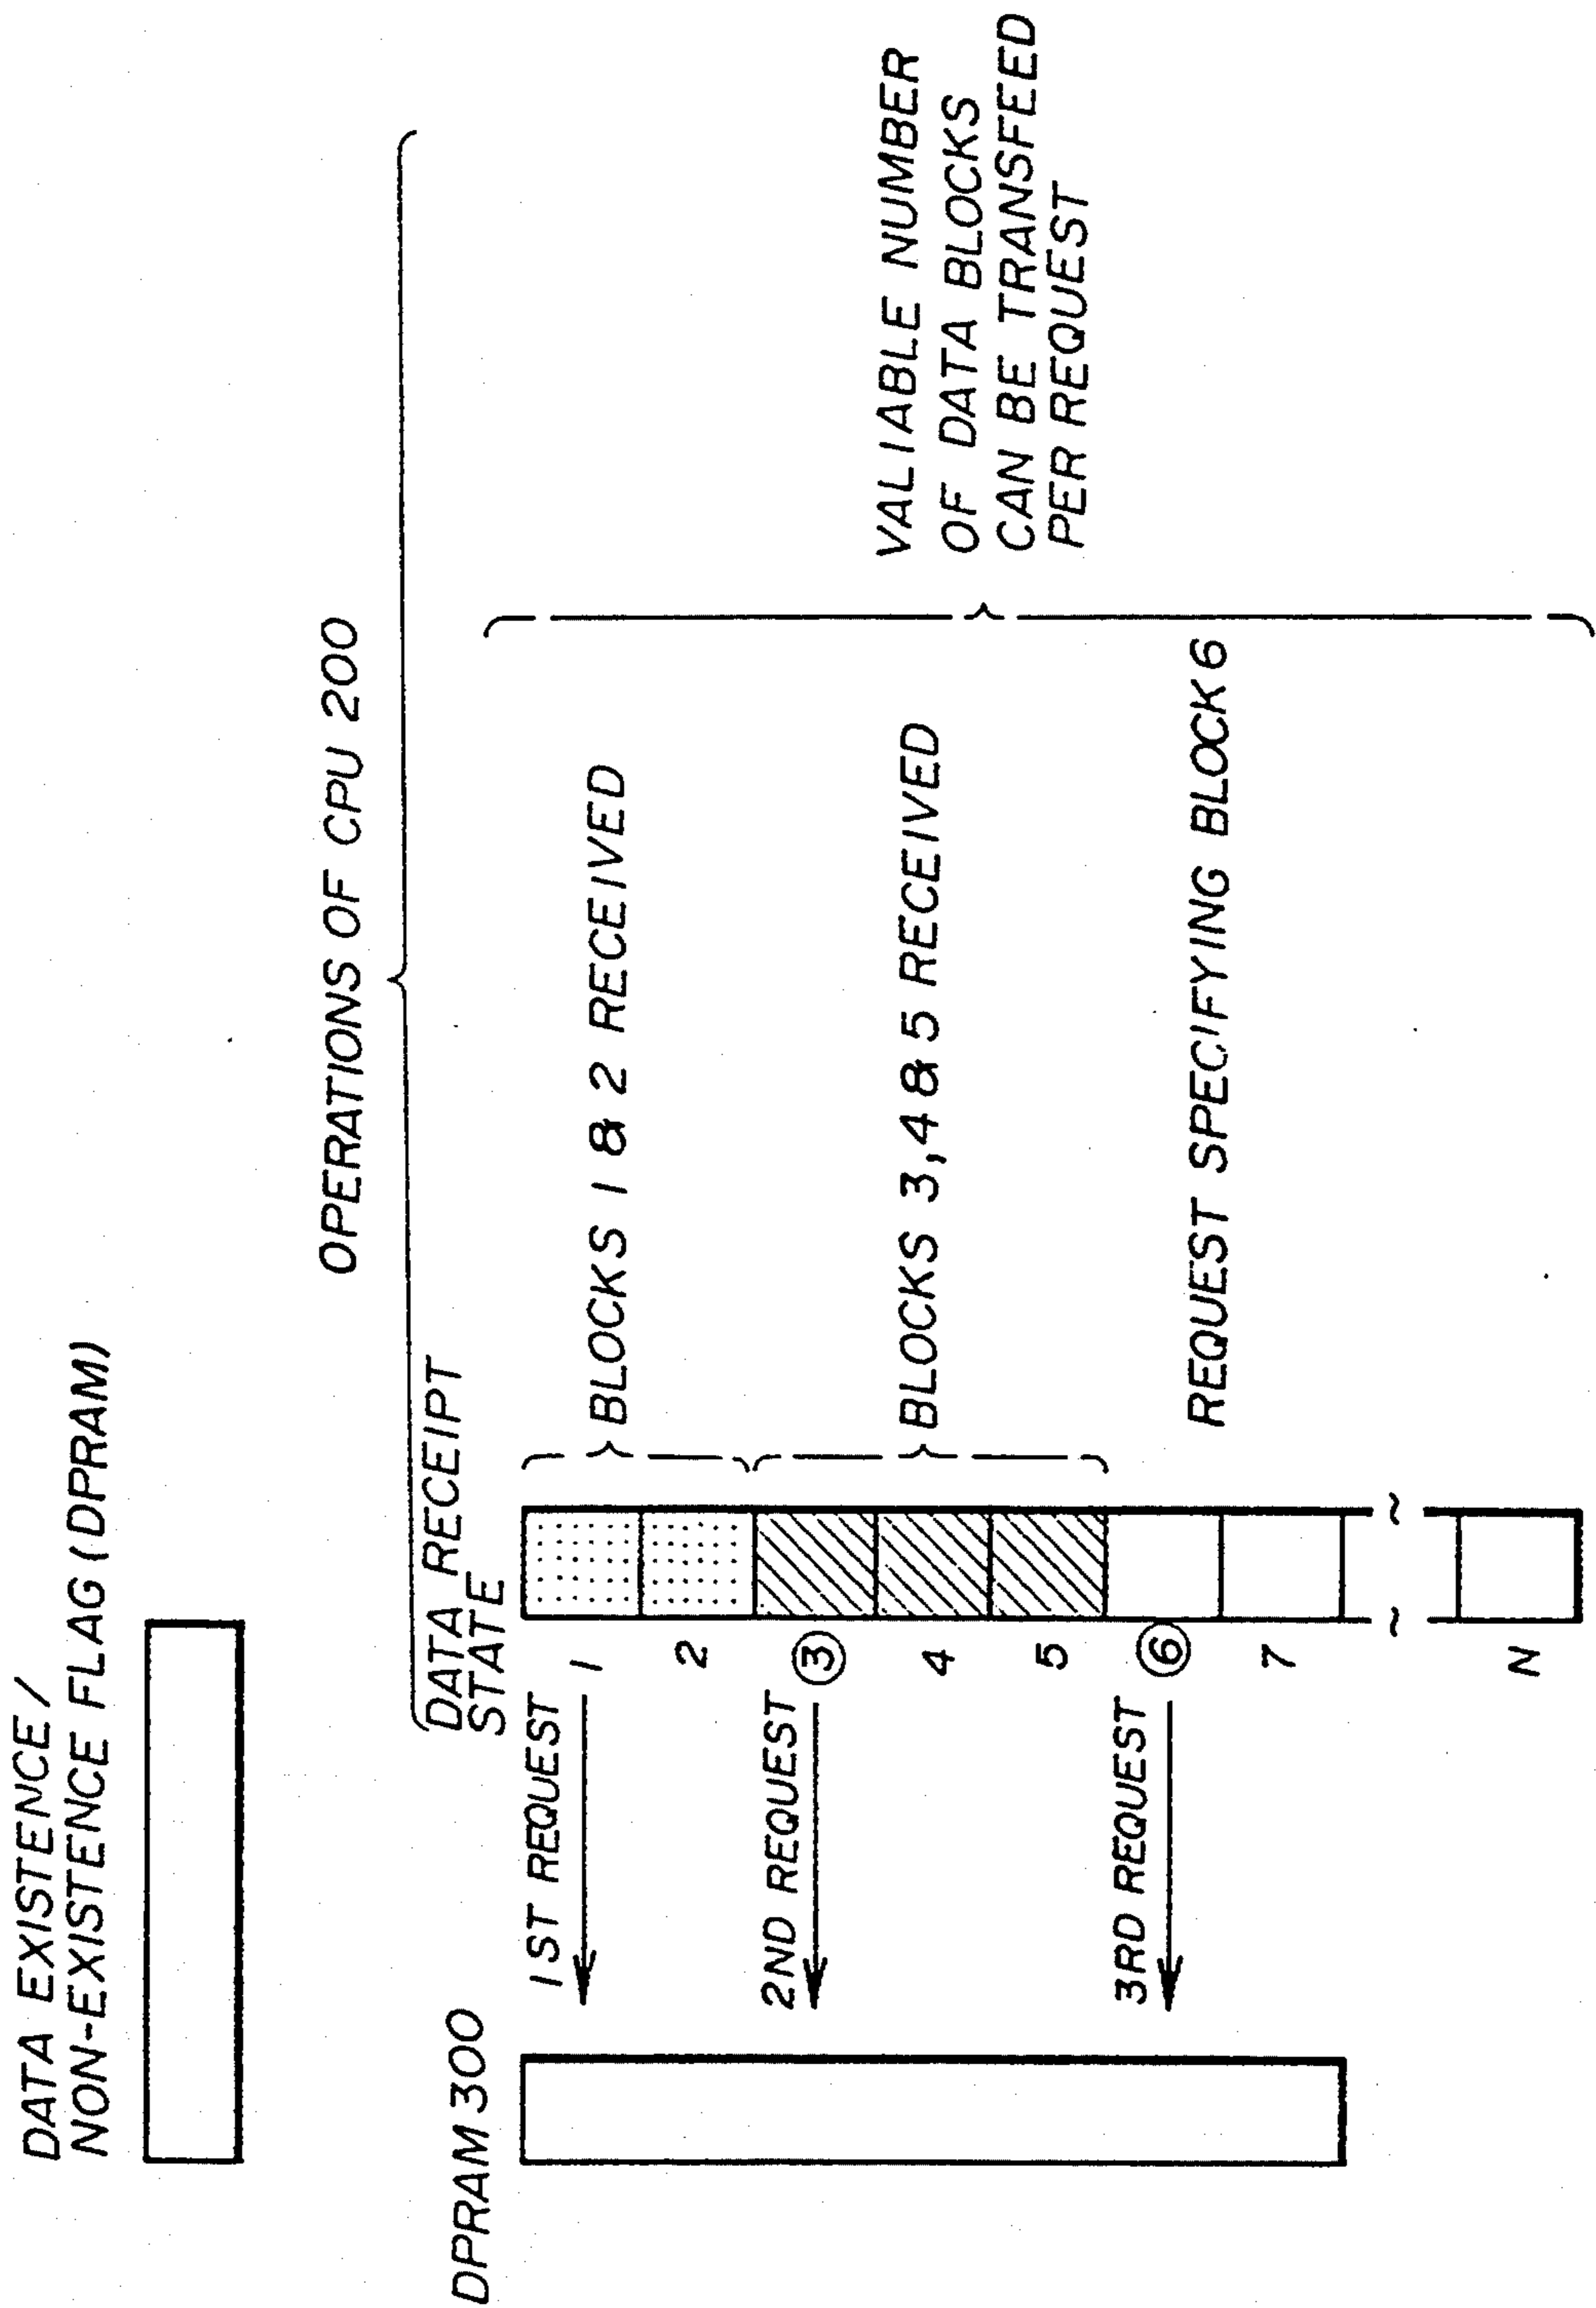 DATA EXISTENCE /
NON-EXISTENCE FLAG (DPRAM)
OPERATIONS OF CPU 200
DPRAM 300
DATA RECEIPT
STATE
1ST REQUEST
1
2
BLOCKS 1 & 2 RECEIVED
2ND REQUEST
3
4
5
BLOCKS 3, 4 & 5 RECEIVED
3RD REQUEST
6
7
REQUEST SPECIFYING BLOCK 6
N
VALIABLE NUMBER
OF DATA BLOCKS
CAN BE TRANSFEED
PER REQUEST